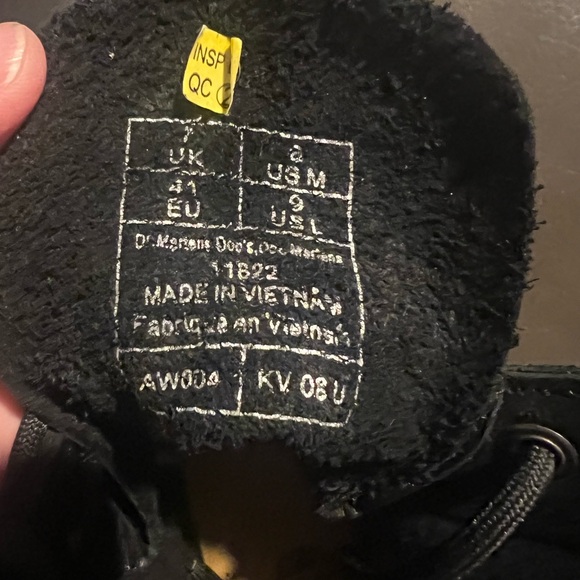 INSP
QC
7 UK
8 US M
41 EU
9 US L
Dr. Martens, Doc's, Doc Martens
11822
MADE IN VIETNAM
Fabriqué en Vietnam
AW004
KV 08 U